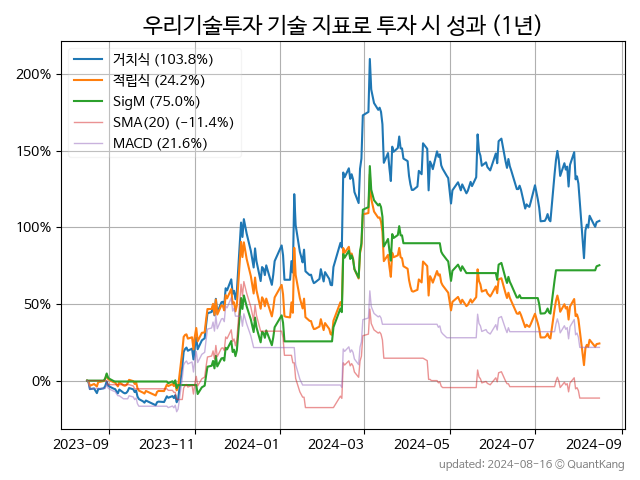 우리기술투자 기술 지표로 투자 시 성과 (1년)
거치식 (103.8%)
적립식 (24.2%)
SigM (75.0%)
SMA(20) (-11.4%)
MACD (21.6%)
200%
150%
100%
50%
0%
2023-09 2023-11 2024-01 2024-03 2024-05 2024-07 2024-09
updated: 2024-08-16 © QuantKang